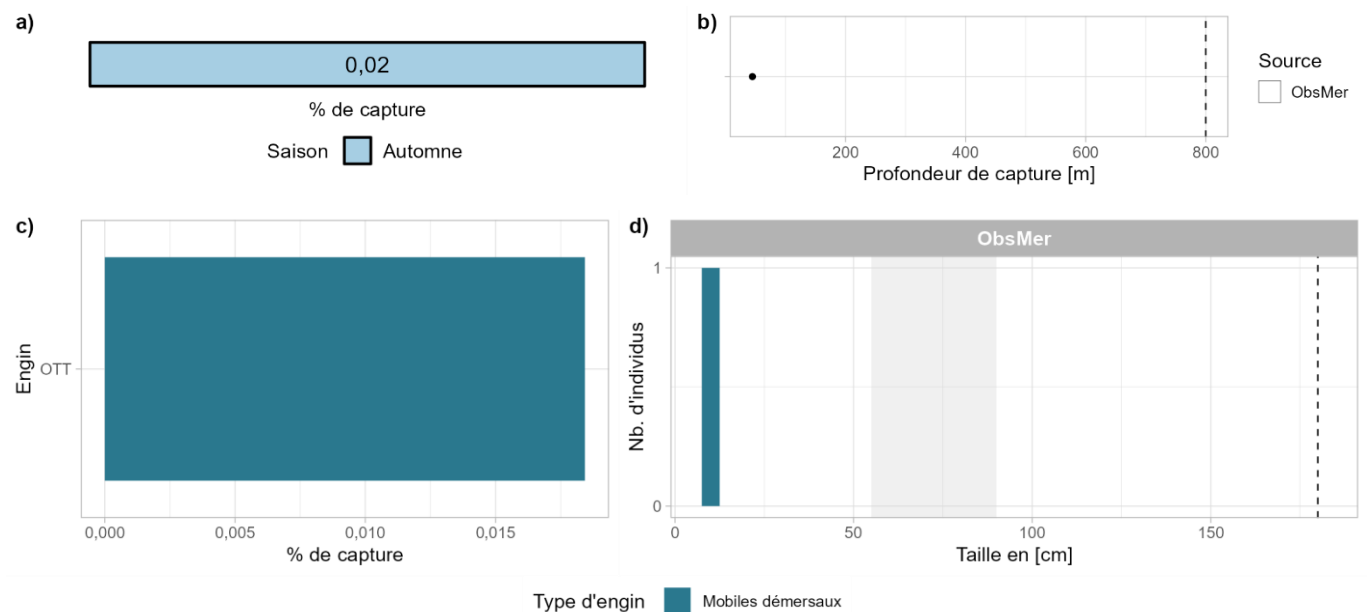 a)
0,02
% de capture
Saison Automne
b)
200 400 600 800
Profondeur de capture [m]
Source
ObsMer
c)
Engin
OTT
0,000 0,005 0,010 0,015
% de capture
d)
ObsMer
Nb. d'individus
1
0
0 50 100 150
Taille en [cm]
Type d'engin Mobiles démersaux